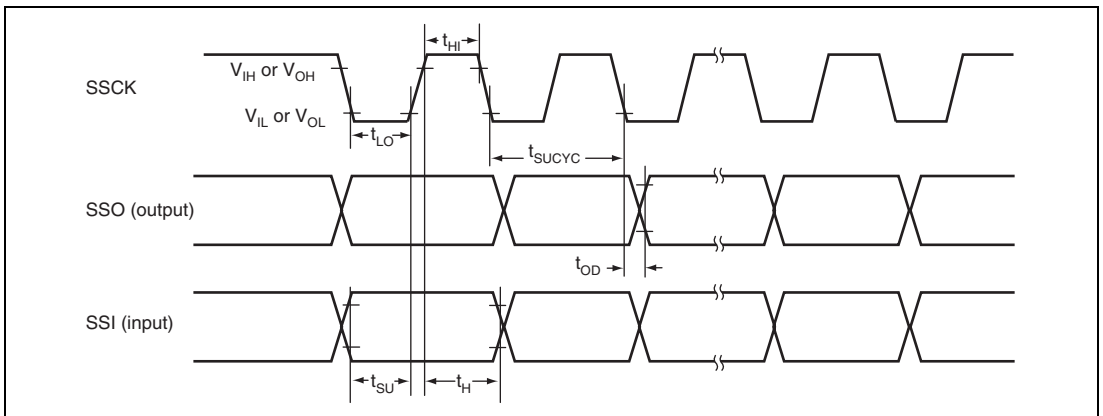 tHI
VIH or VOH
SSCK
VIL or VOL
tLO
tSUCYC
SSO (output)
tOD
SSI (input)
tSU
tH